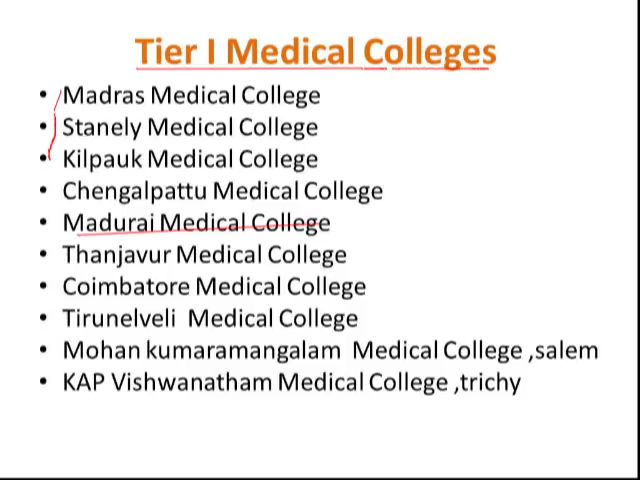 Tier I Medical Colleges
• Madras Medical College
• Stanely Medical College
• Kilpauk Medical College
• Chengalpattu Medical College
• Madurai Medical College
• Thanjavur Medical College
• Coimbatore Medical College
• Tirunelveli  Medical College
• Mohan kumaramangalam  Medical College ,salem
• KAP Vishwanatham Medical College ,trichy